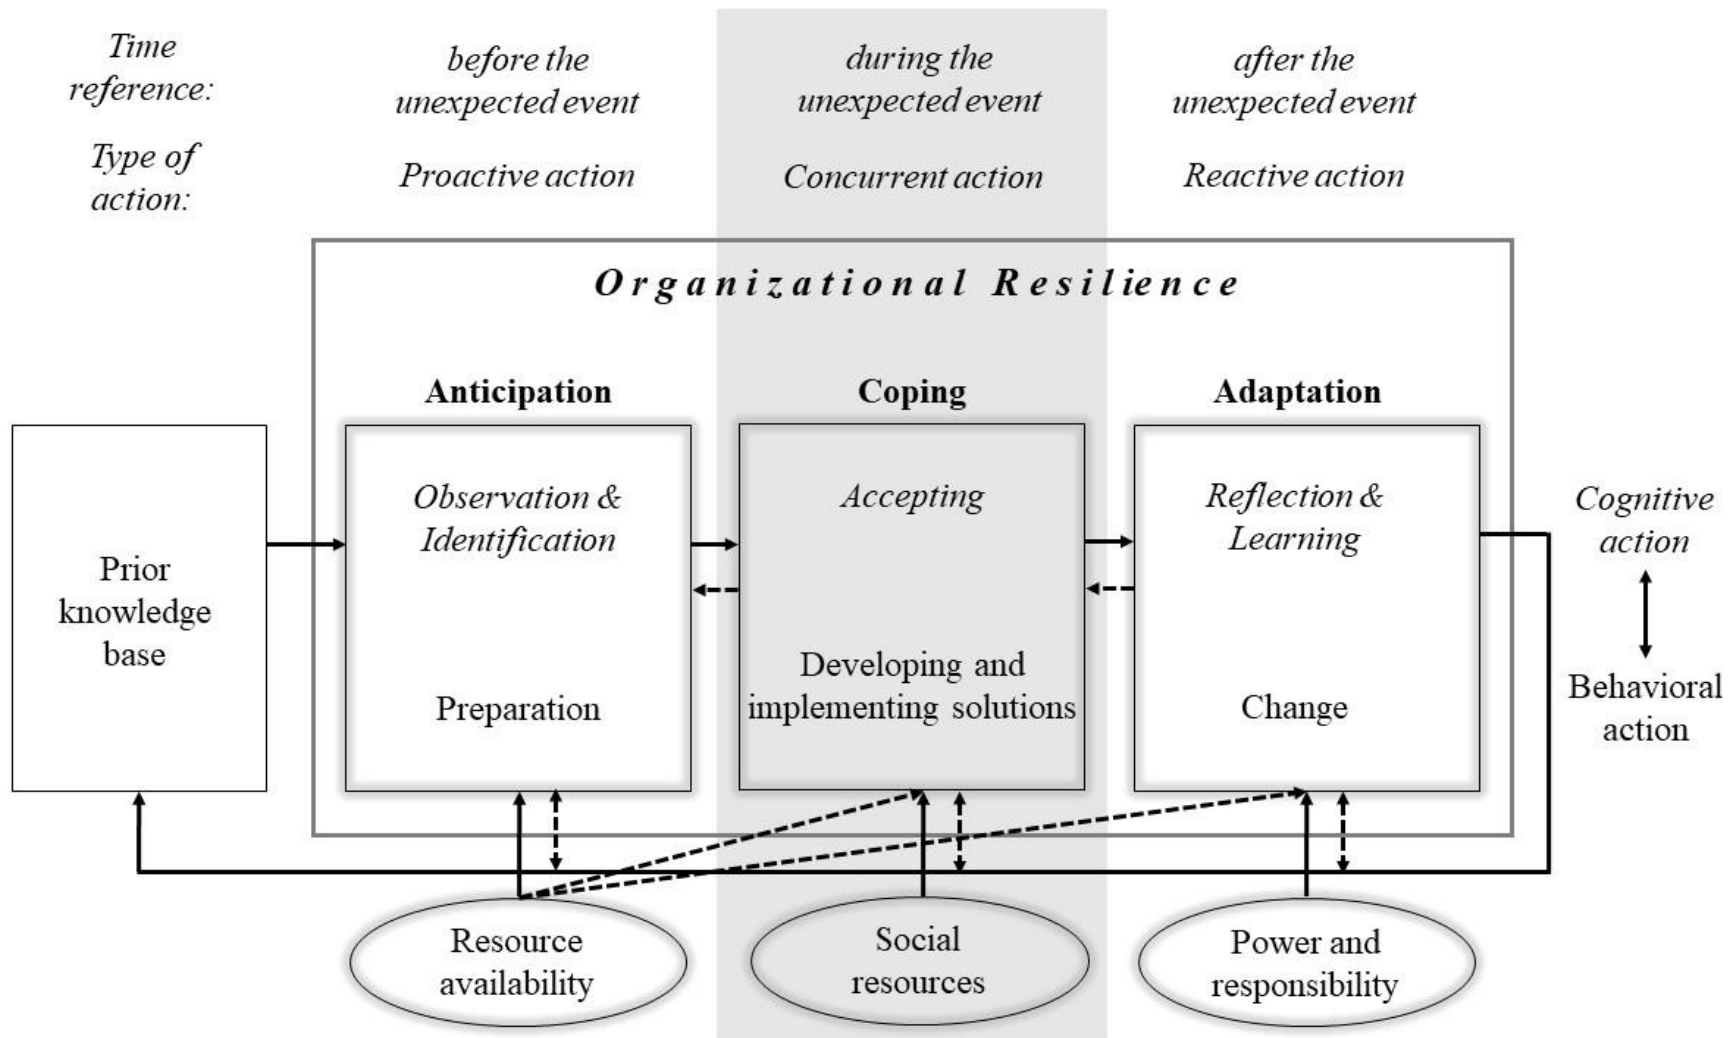 Time
reference:
before the
unexpected event
during the
unexpected event
after the
unexpected event
Type of
action:
Proactive action
Concurrent action
Reactive action
Organizational Resilience
Anticipation
Coping
Adaptation
Prior
knowledge
base
Observation &
Identification
Preparation
Accepting
Developing and
implementing solutions
Reflection &
Learning
Change
Cognitive
action
Behavioral
action
Resource
availability
Social
resources
Power and
responsibility